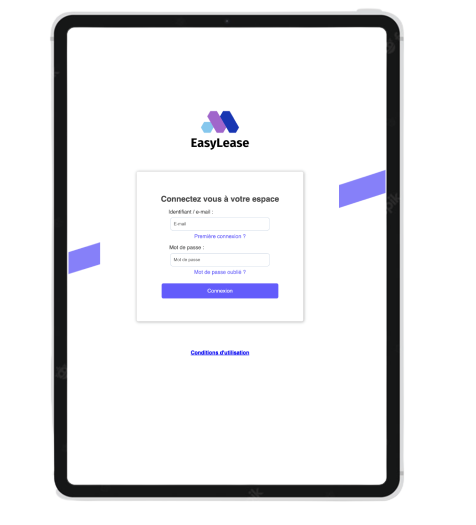 EasyLease
Connectez vous à votre espace
Identifiant / e-mail :
E-mail
Première connexion ?
Mot de passe :
Mot de passe
Mot de passe oublié ?
Connexion
Conditions d'utilisation